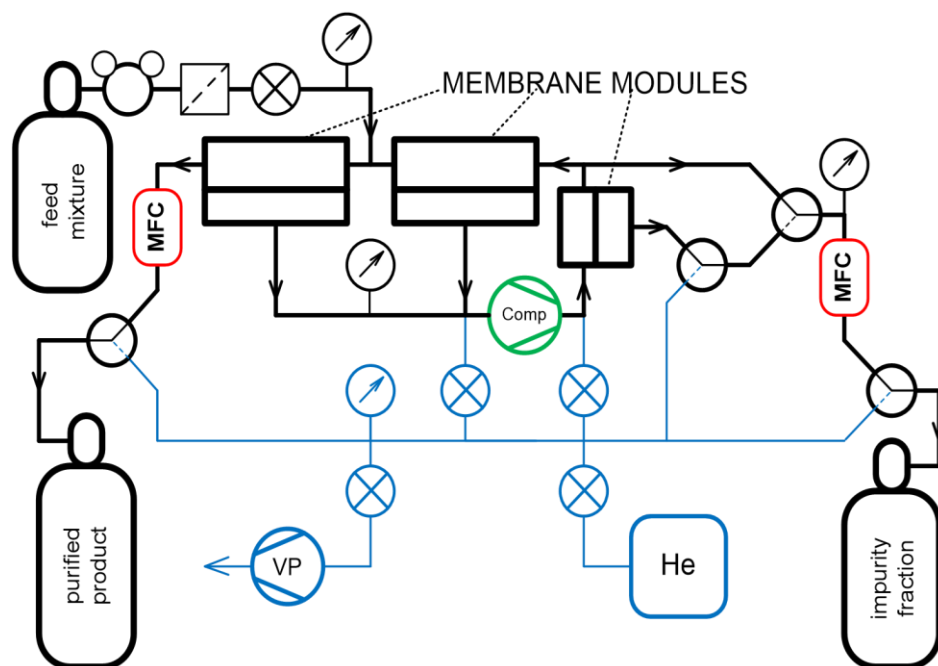 MEMBRANE MODULES
feed
mixture
MFC
MFC
Comp
purified
product
VP
He
impurity
fraction